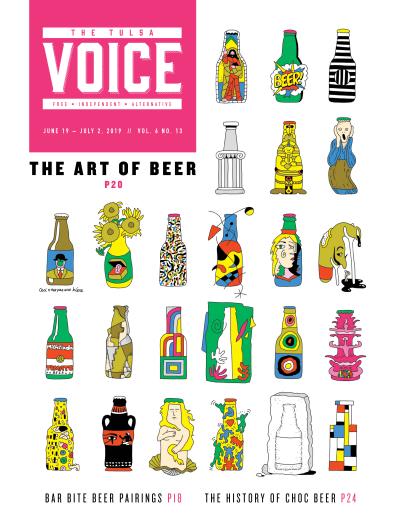 THE TULSA
VOICE
FREE • INDEPENDENT • ALTERNATIVE
JUNE 19 – JULY 2, 2019 // VOL. 6 NO. 13
THE ART OF BEER
P20
BEER!
BAR BITE BEER PAIRINGS P18
THE HISTORY OF CHOC BEER P24